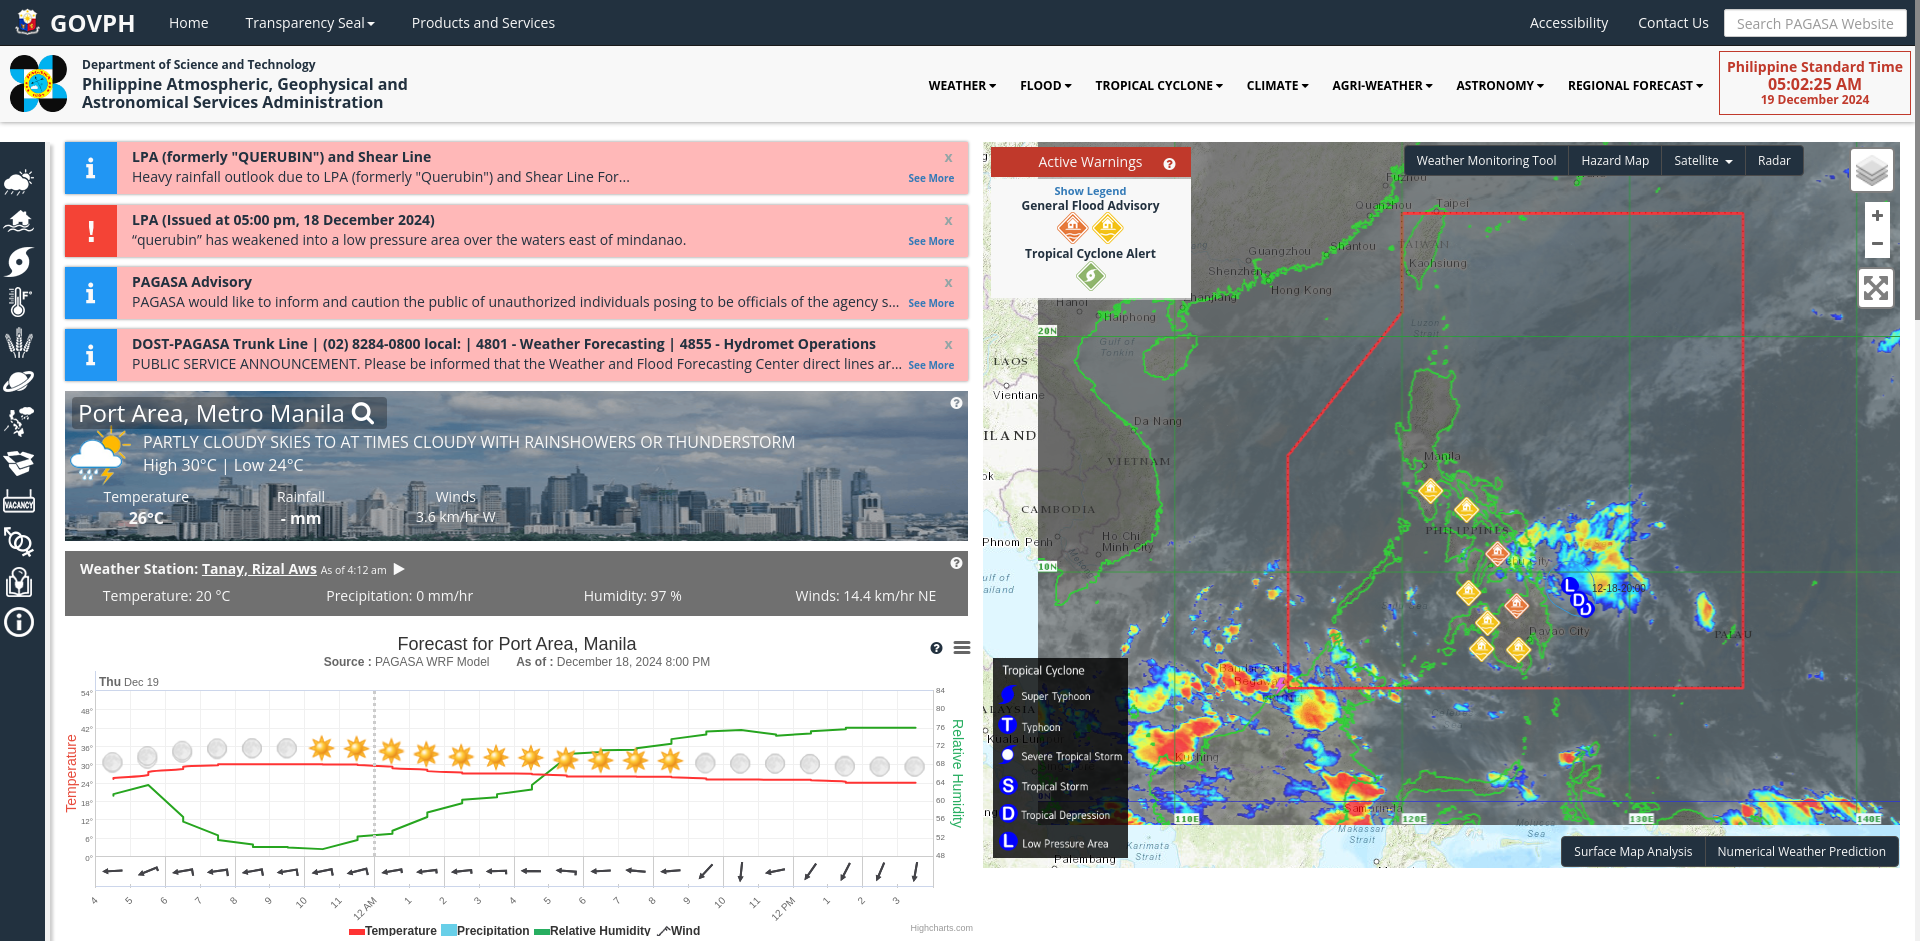 GOVPH
Home
Transparency Seal
Products and Services
Accessibility
Contact Us
Search PAGASA Website
Department of Science and Technology
Philippine Atmospheric, Geophysical and
Astronomical Services Administration
WEATHER
FLOOD
TROPICAL CYCLONE
CLIMATE
AGRI-WEATHER
ASTRONOMY
REGIONAL FORECAST
Philippine Standard Time
05:02:25 AM
19 December 2024
VACANCY
LPA (formerly "QUERUBIN") and Shear Line
x
Heavy rainfall outlook due to LPA (formerly "Querubin") and Shear Line For...
See More
LPA (Issued at 05:00 pm, 18 December 2024)
x
“querubin” has weakened into a low pressure area over the waters east of mindanao.
See More
PAGASA Advisory
x
PAGASA would like to inform and caution the public of unauthorized individuals posing to be officials of the agency s...
See More
DOST-PAGASA Trunk Line | (02) 8284-0800 local: | 4801 - Weather Forecasting | 4855 - Hydromet Operations
x
PUBLIC SERVICE ANNOUNCEMENT. Please be informed that the Weather and Flood Forecasting Center direct lines ar...
See More
Port Area, Metro Manila
PARTLY CLOUDY SKIES TO AT TIMES CLOUDY WITH RAINSHOWERS OR THUNDERSTORM
High 30°C | Low 24°C
Temperature
26°C
Rainfall
- mm
Winds
3.6 km/hr W
Weather Station: Tanay, Rizal Aws As of 4:12 am
Temperature: 20 °C
Precipitation: 0 mm/hr
Humidity: 97 %
Winds: 14.4 km/hr NE
Forecast for Port Area, Manila
Source : PAGASA WRF Model As of : December 18, 2024 8:00 PM
Thu Dec 19
Temperature
54°
48°
42°
36°
30°
24°
18°
12°
6°
0°
84
80
76
72
68
64
60
56
52
48
Relative Humidity
4 5 6 7 8 9 10 11 12 AM 1 2 3 4 5 6 7 8 9 10 11 12 PM 1 2 3
Temperature Precipitation Relative Humidity Wind
Highcharts.com
Active Warnings
Show Legend
General Flood Advisory
Tropical Cyclone Alert
Weather Monitoring Tool
Hazard Map
Satellite
Radar
+
−
Fuzhou
Quanzhou
Taipei
TAIWAN
Kaohsiung
Guangzhou
Shantou
Shenzhen
Hong Kong
Zhanjiang
Hanoi
Haiphong
Luzon
Strait
20N
Gulf of
Tonkin
LAOS
Vientiane
Da Nang
ILAND
VIETNAM
Manila
ok
CAMBODIA
PHILIPPINES
Phnom Penh
Ho Chi
Minh City
10N
ulf of
ailand
L
D
D
12-18-20:00
Davao City
PALAU
Bandar Seri
Begawan
BRUNEI
ALAYSIA
Kuala Lumpur
Kuching
Samarinda
110E
120E
130E
140E
Makassar
Strait
Molucca
Sea
Karimata
Strait
Palembang
Tropical Cyclone
Super Typhoon
T Typhoon
Severe Tropical Storm
S Tropical Storm
D Tropical Depression
L Low Pressure Area
Surface Map Analysis
Numerical Weather Prediction